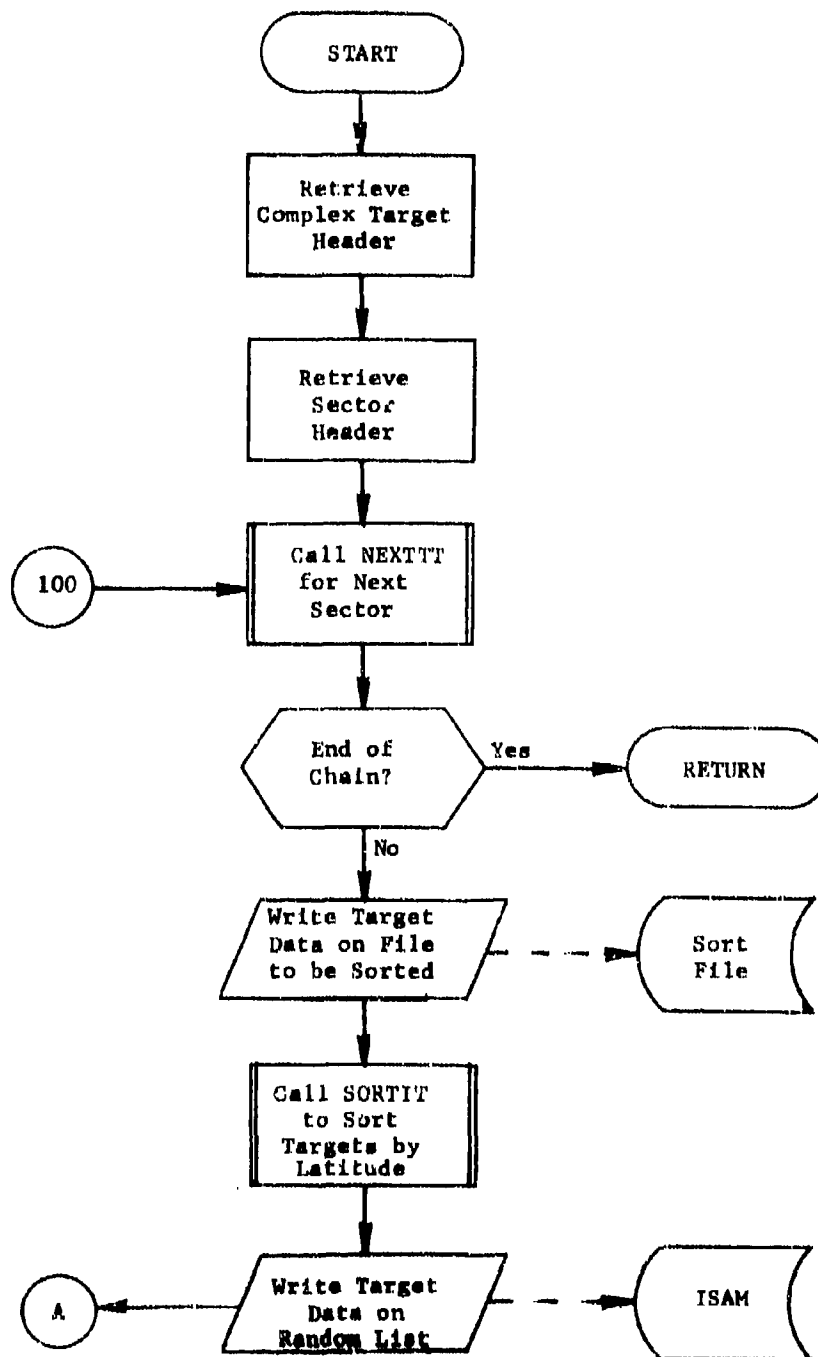 START
Retrieve
Complex Target
Header
Retrieve
Sector
Header
100
Call NEXTTT
for Next
Sector
End of
Chain?
Yes
RETURN
No
Write Target
Data on File
to be Sorted
Sort
File
Call SORTIT
to Sort
Targets by
Latitude
A
Write Target
Data on
Random List
ISAM